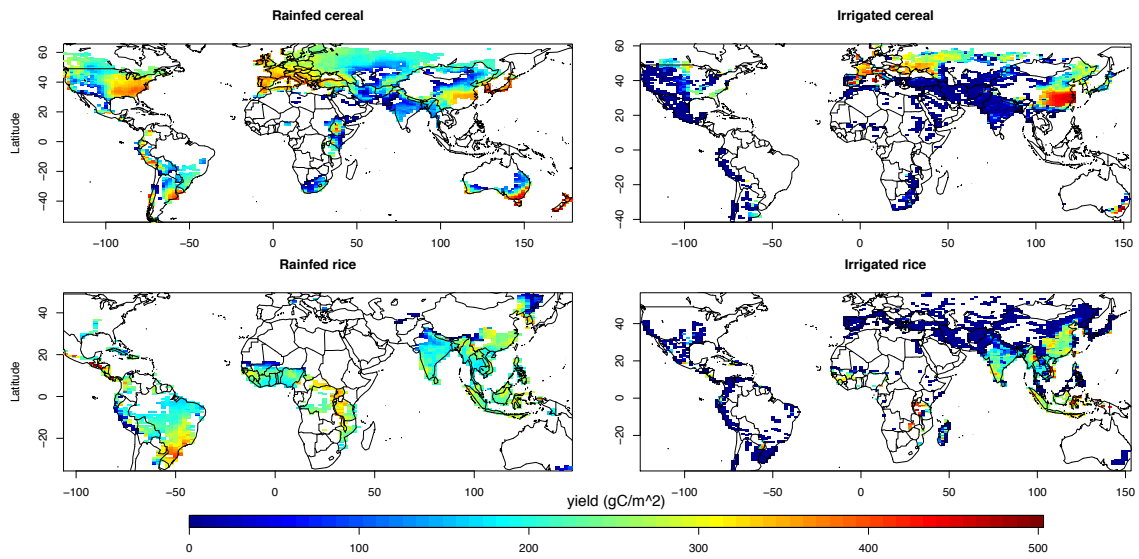 Rainfed cereal
Irrigated cereal
Latitude
60
40
20
0
−20
−40
−100 −50 0 50 100 150
60
40
20
0
−20
−40
−100 −50 0 50 100 150
Rainfed rice
Irrigated rice
Latitude
40
20
0
−20
−100 −50 0 50 100
40
20
0
−20
−100 −50 0 50 100 150
yield (gC/m^2)
0 100 200 300 400 500